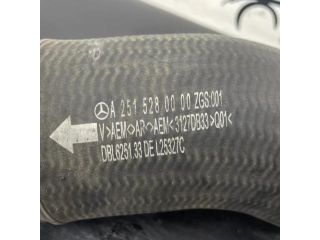 A 251 528 00 00 ZGS:001
V>AEM<>AR<>AEM<3127DB33>Q01<
DBL6251.33 DE L25327C